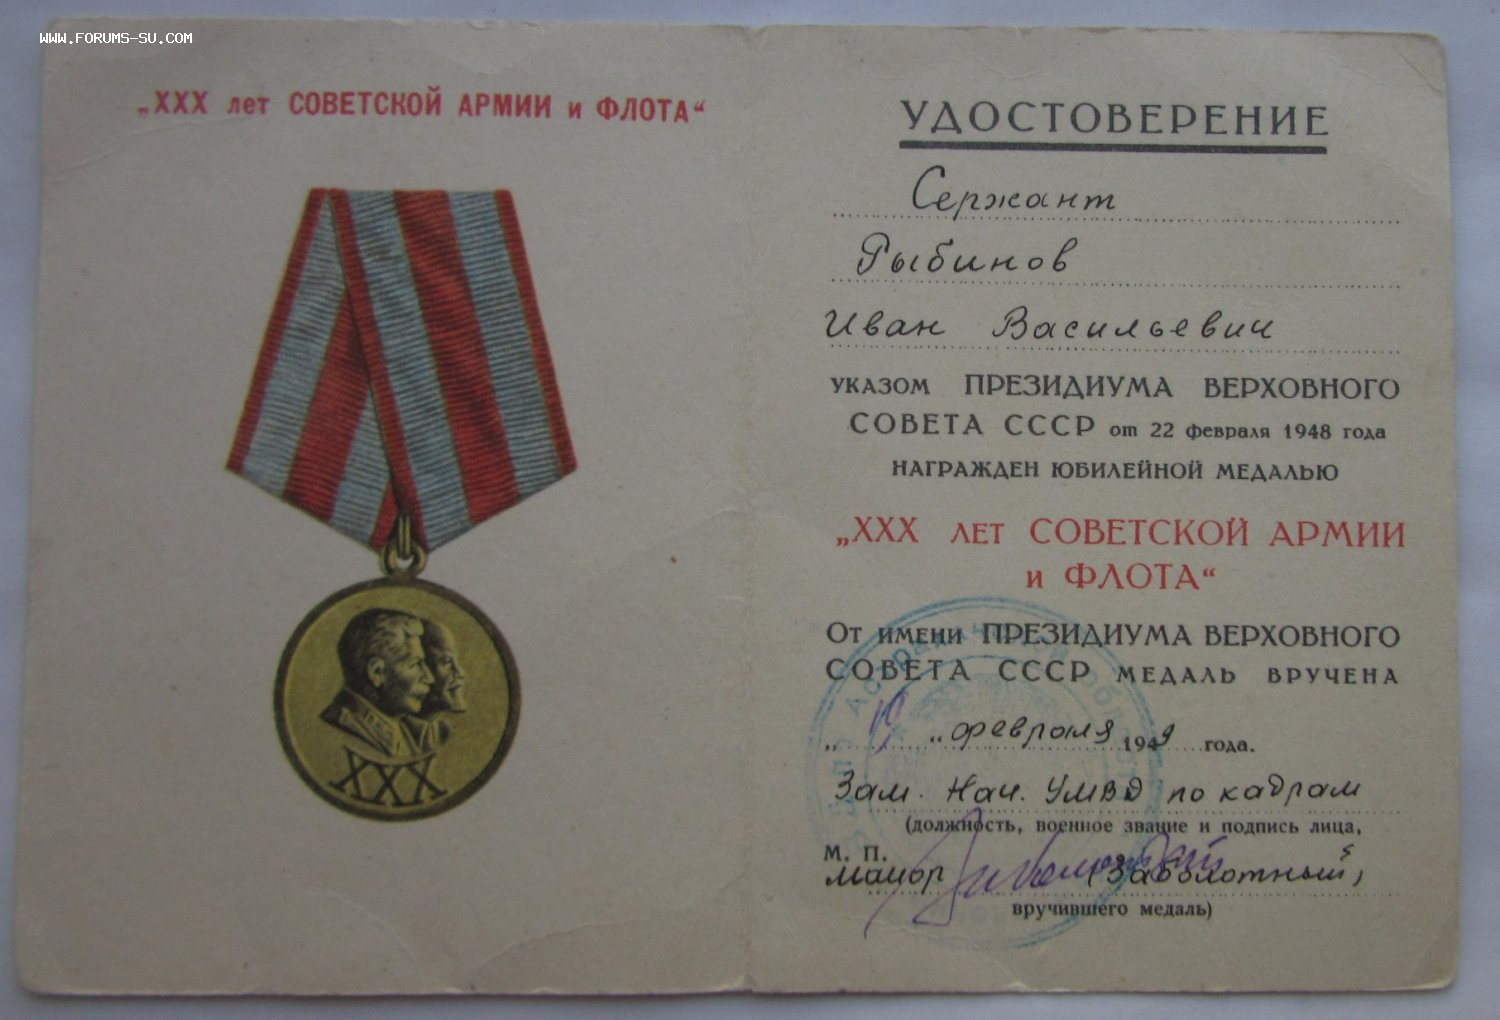 WWW.FORUMS-SU.COM
„XXX лет СОВЕТСКОЙ АРМИИ и ФЛОТА“
XXX
УДОСТОВЕРЕНИЕ
Сержант
Рыбинов
Иван Васильевич
УКАЗОМ ПРЕЗИДИУМА ВЕРХОВНОГО
СОВЕТА СССР от 22 февраля 1948 года
НАГРАЖДЕН ЮБИЛЕЙНОЙ МЕДАЛЬЮ
„XXX ЛЕТ СОВЕТСКОЙ АРМИИ
и ФЛОТА“
От имени ПРЕЗИДИУМА ВЕРХОВНОГО
СОВЕТА СССР МЕДАЛЬ ВРУЧЕНА
„ “ февраля 1949 года.
Зам. Нач. УМВД по кадрам
(должность, военное звание и подпись лица,
М. П.
майор (Заболотный)
вручившего медаль)